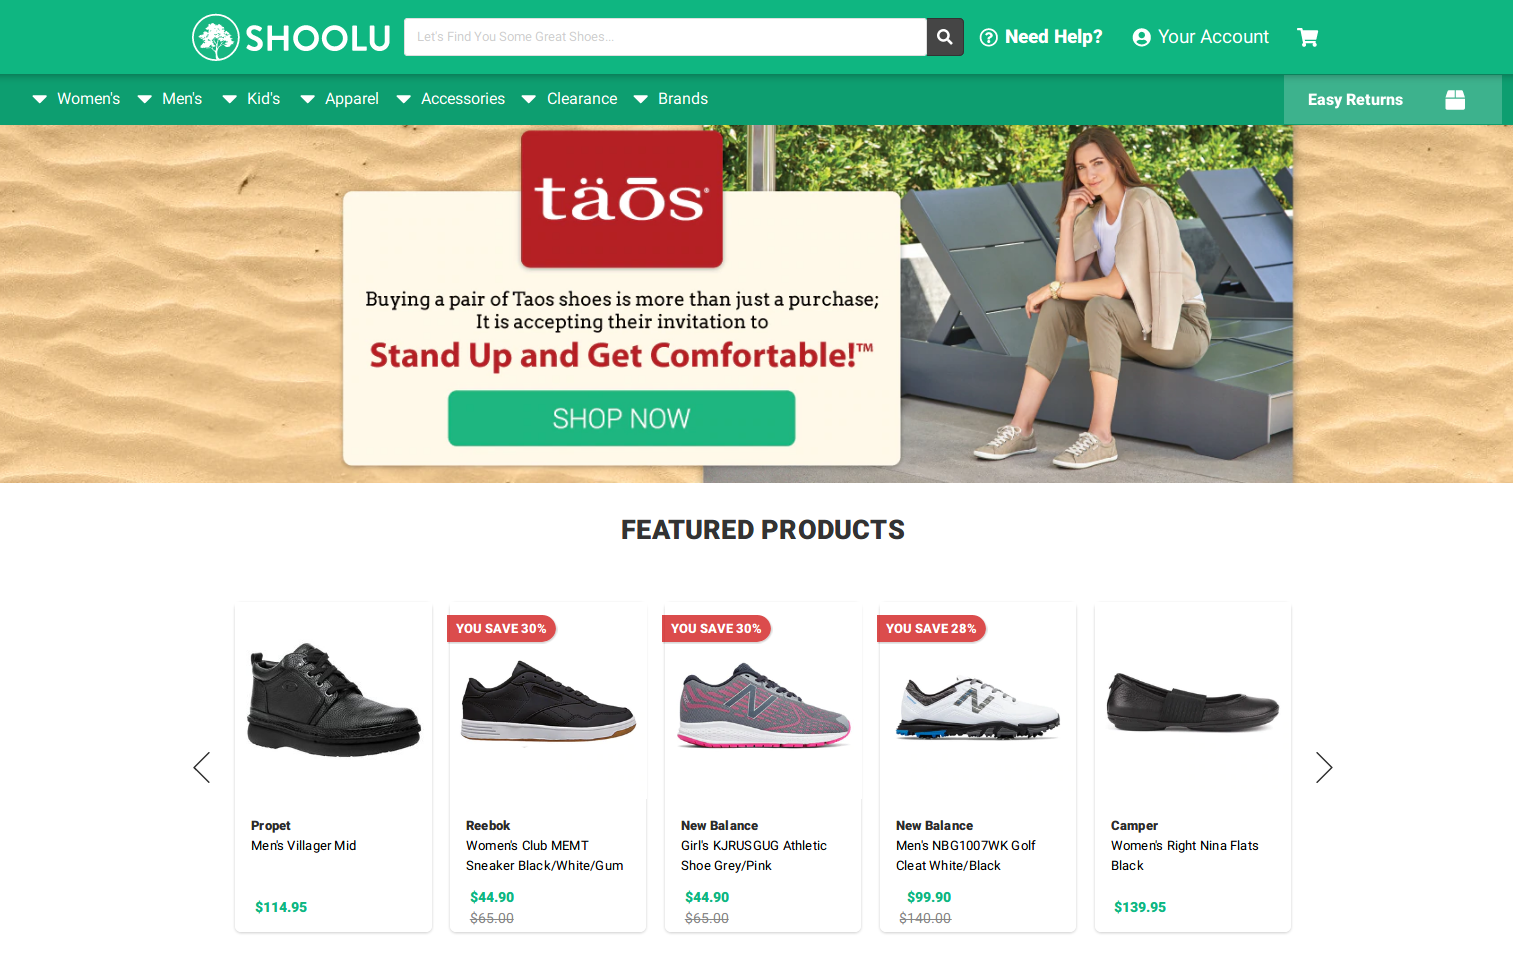 SHOOLU
Let's Find You Some Great Shoes...
Need Help?
Your Account
Women's
Men's
Kid's
Apparel
Accessories
Clearance
Brands
Easy Returns
täōs®
Buying a pair of Taos shoes is more than just a purchase;
It is accepting their invitation to
Stand Up and Get Comfortable!™
SHOP NOW
FEATURED PRODUCTS
Propet
Men's Villager Mid
$114.95
YOU SAVE 30%
Reebok
Women's Club MEMT
Sneaker Black/White/Gum
$44.90
$65.00
YOU SAVE 30%
New Balance
Girl's KJRUSGUG Athletic
Shoe Grey/Pink
$44.90
$65.00
YOU SAVE 28%
New Balance
Men's NBG1007WK Golf
Cleat White/Black
$99.90
$140.00
Camper
Women's Right Nina Flats
Black
$139.95